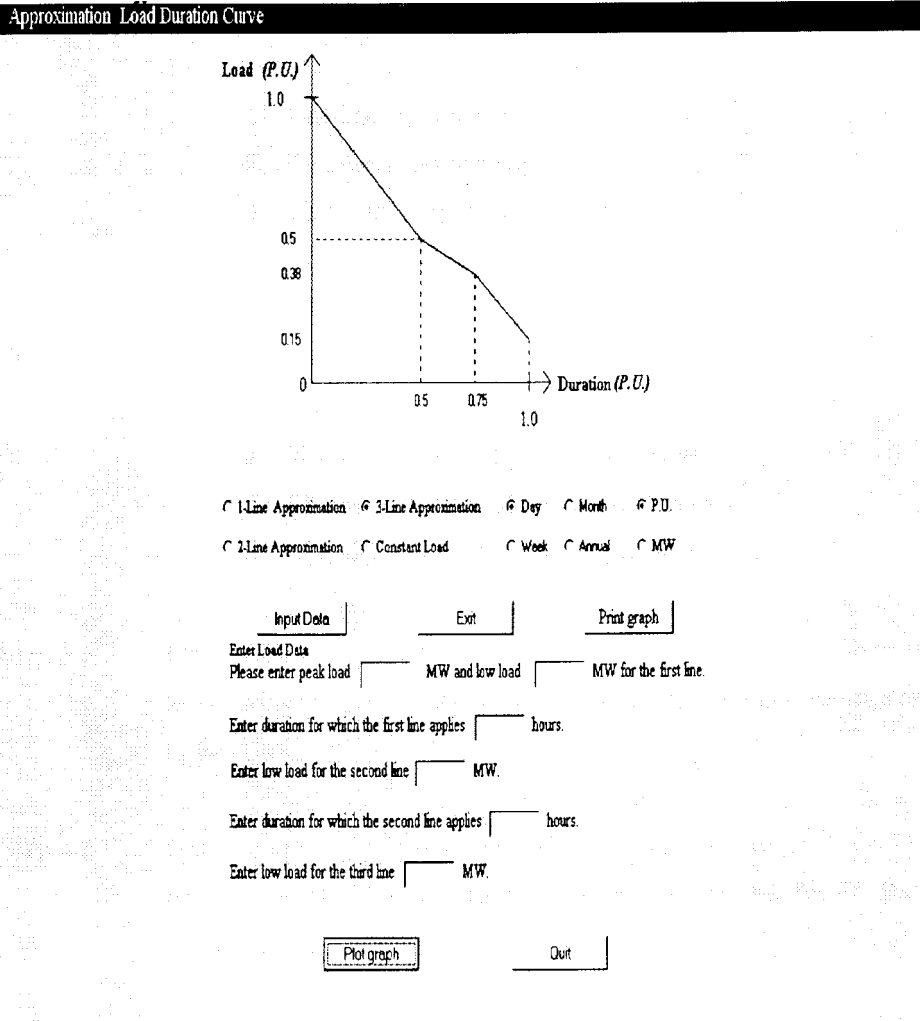 Approximation Load Duration Curve
Load (P.U.)
1.0
0.5
0.38
0.15
0
Duration (P.U.)
0.5 0.75
1.0
1-Line Approximation 3-Line Approximation Day Month P.U.
2-Line Approximation Constant Load Week Annual MW
Input Data Exit Print graph
Enter Load Data
Please enter peak load MW and low load MW for the first line.
Enter duration for which the first line applies hours.
Enter low load for the second line MW.
Enter duration for which the second line applies hours.
Enter low load for the third line MW.
Plot graph Quit